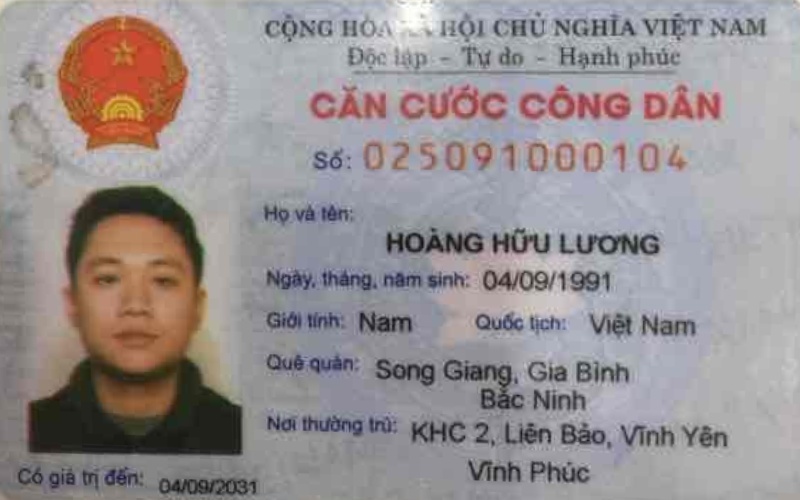 CỘNG HÒA XÃ HỘI CHỦ NGHĨA VIỆT NAM
Độc lập - Tự do - Hạnh phúc
CĂN CƯỚC CÔNG DÂN
Số: 025091000104
Họ và tên:
HOÀNG HỮU LƯƠNG
Ngày, tháng, năm sinh: 04/09/1991
Giới tính: Nam Quốc tịch: Việt Nam
Quê quán: Song Giang, Gia Bình
Bắc Ninh
Nơi thường trú: KHC 2, Liên Bảo, Vĩnh Yên
Vĩnh Phúc
Có giá trị đến: 04/09/2031